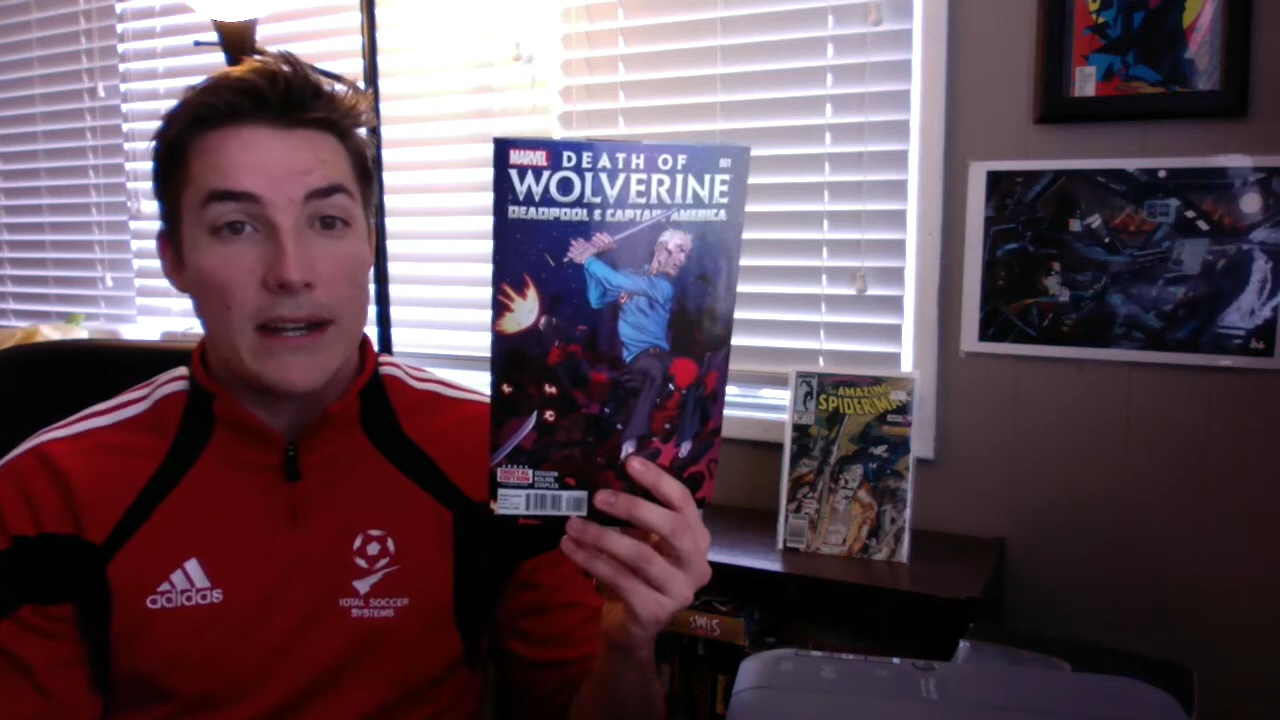 MARVEL
DEATH OF
001
WOLVERINE
DEADPOOL & CAPTAIN AMERICA
DIGITAL
EDITION
DUGGAN
KOLINS
STAPLES
THE AMAZING
SPIDER-MAN
adidas
TOTAL SOCCER
SYSTEMS
SWIS